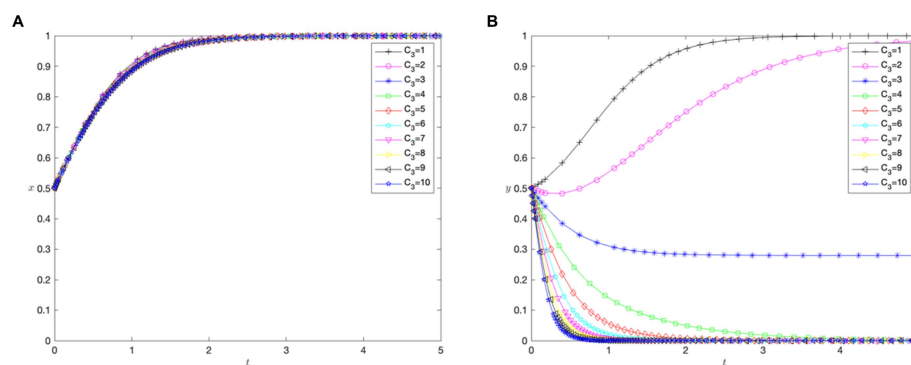 A
B
1
0.9
0.8
0.7
0.6
x 0.5
0.4
0.3
0.2
0.1
0
0 1 2 3 4 5
t
C₃=1
C₃=2
C₃=3
C₃=4
C₃=5
C₃=6
C₃=7
C₃=8
C₃=9
C₃=10
1
0.9
0.8
0.7
0.6
y 0.5
0.4
0.3
0.2
0.1
0
0 1 2 3 4
t
C₃=1
C₃=2
C₃=3
C₃=4
C₃=5
C₃=6
C₃=7
C₃=8
C₃=9
C₃=10